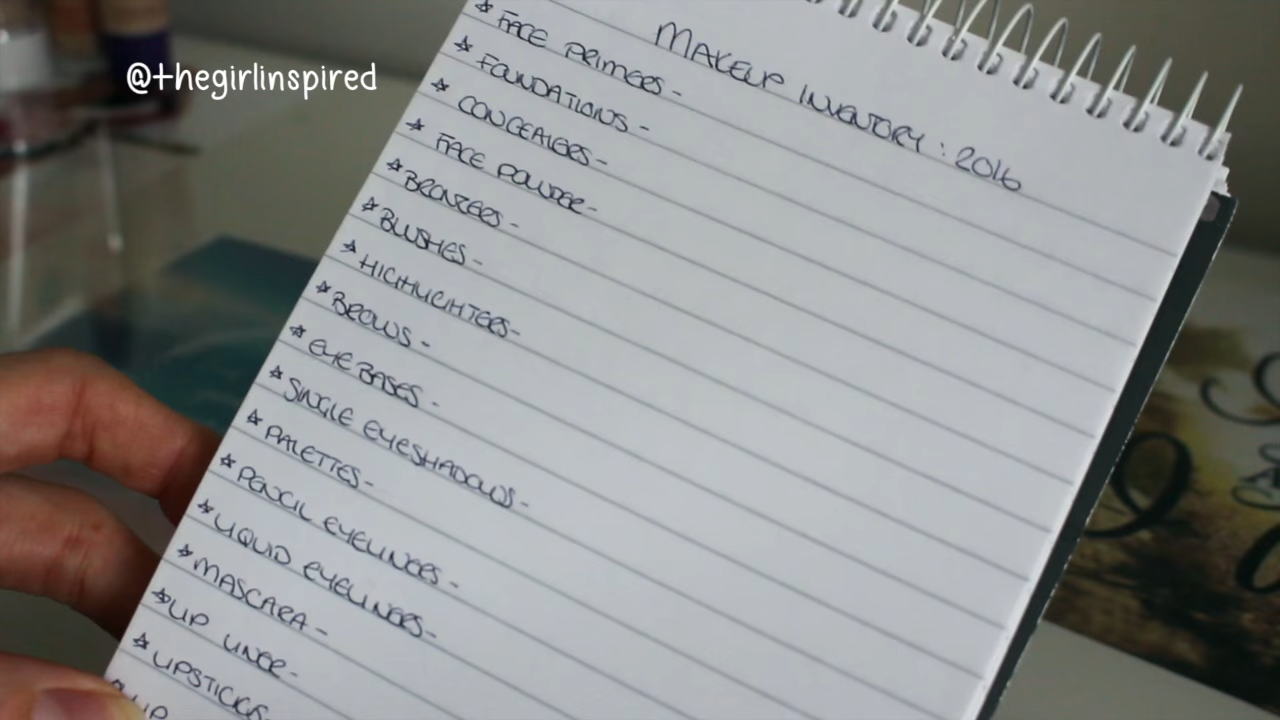 @thegirlinspired
MAKEUP INVENTORY : 2016
☆ FACE PRIMERS -
☆ FOUNDATIONS -
☆ CONCEALERS -
☆ FACE POWDER -
☆ BRONZERS -
☆ BLUSHES -
☆ HIGHLIGHTERS -
☆ BROWS -
☆ EYE BASES -
☆ SINGLE EYESHADOWS -
☆ PALETTES -
☆ PENCIL EYELINERS -
☆ LIQUID EYELINERS -
☆ MASCARA -
☆ LIP LINER -
☆ LIPSTICKS
☆ LIP